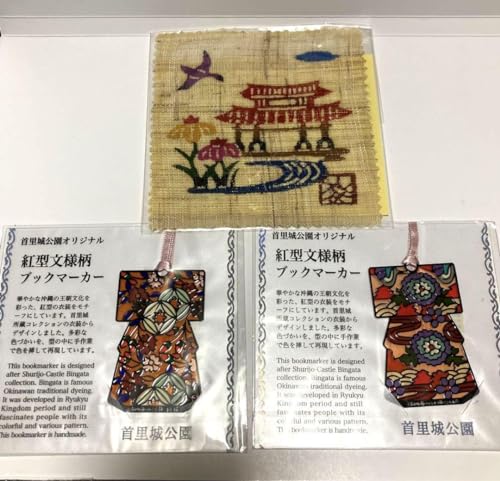 首里城公園オリジナル
紅型文様柄
ブックマーカー
華やかな沖縄の王朝文化を
彩った、紅型の衣装をモチ
ーフにしています。首里城
所蔵コレクションの衣装から
デザインしました。多彩な
色づかいを、型の中に手作業
で色を挿して再現しています。
This bookmarker is designed
after Shurijo Castle Bingata
collection. Bingata is famous
Okinawan traditional dyeing.
It was developed in Ryukyu
Kingdom period and still
fascinates people with its
colorful and various pattern.
This bookmarker is handmade.
首里城公園
首里城公園オリジナル
紅型文様柄
ブックマーカー
華やかな沖縄の王朝文化を
彩った、紅型の衣装をモチ
ーフにしています。首里城
所蔵コレクションの衣装から
デザインしました。多彩な
色づかいを、型の中に手作業
で色を挿して再現しています。
This bookmarker is designed
after Shurijo Castle Bingata
collection. Bingata is famous
Okinawan traditional dyeing.
It was developed in Ryukyu
Kingdom period and still
fascinates people with its
colorful and various pattern.
This bookmarker is handmade.
首里城公園